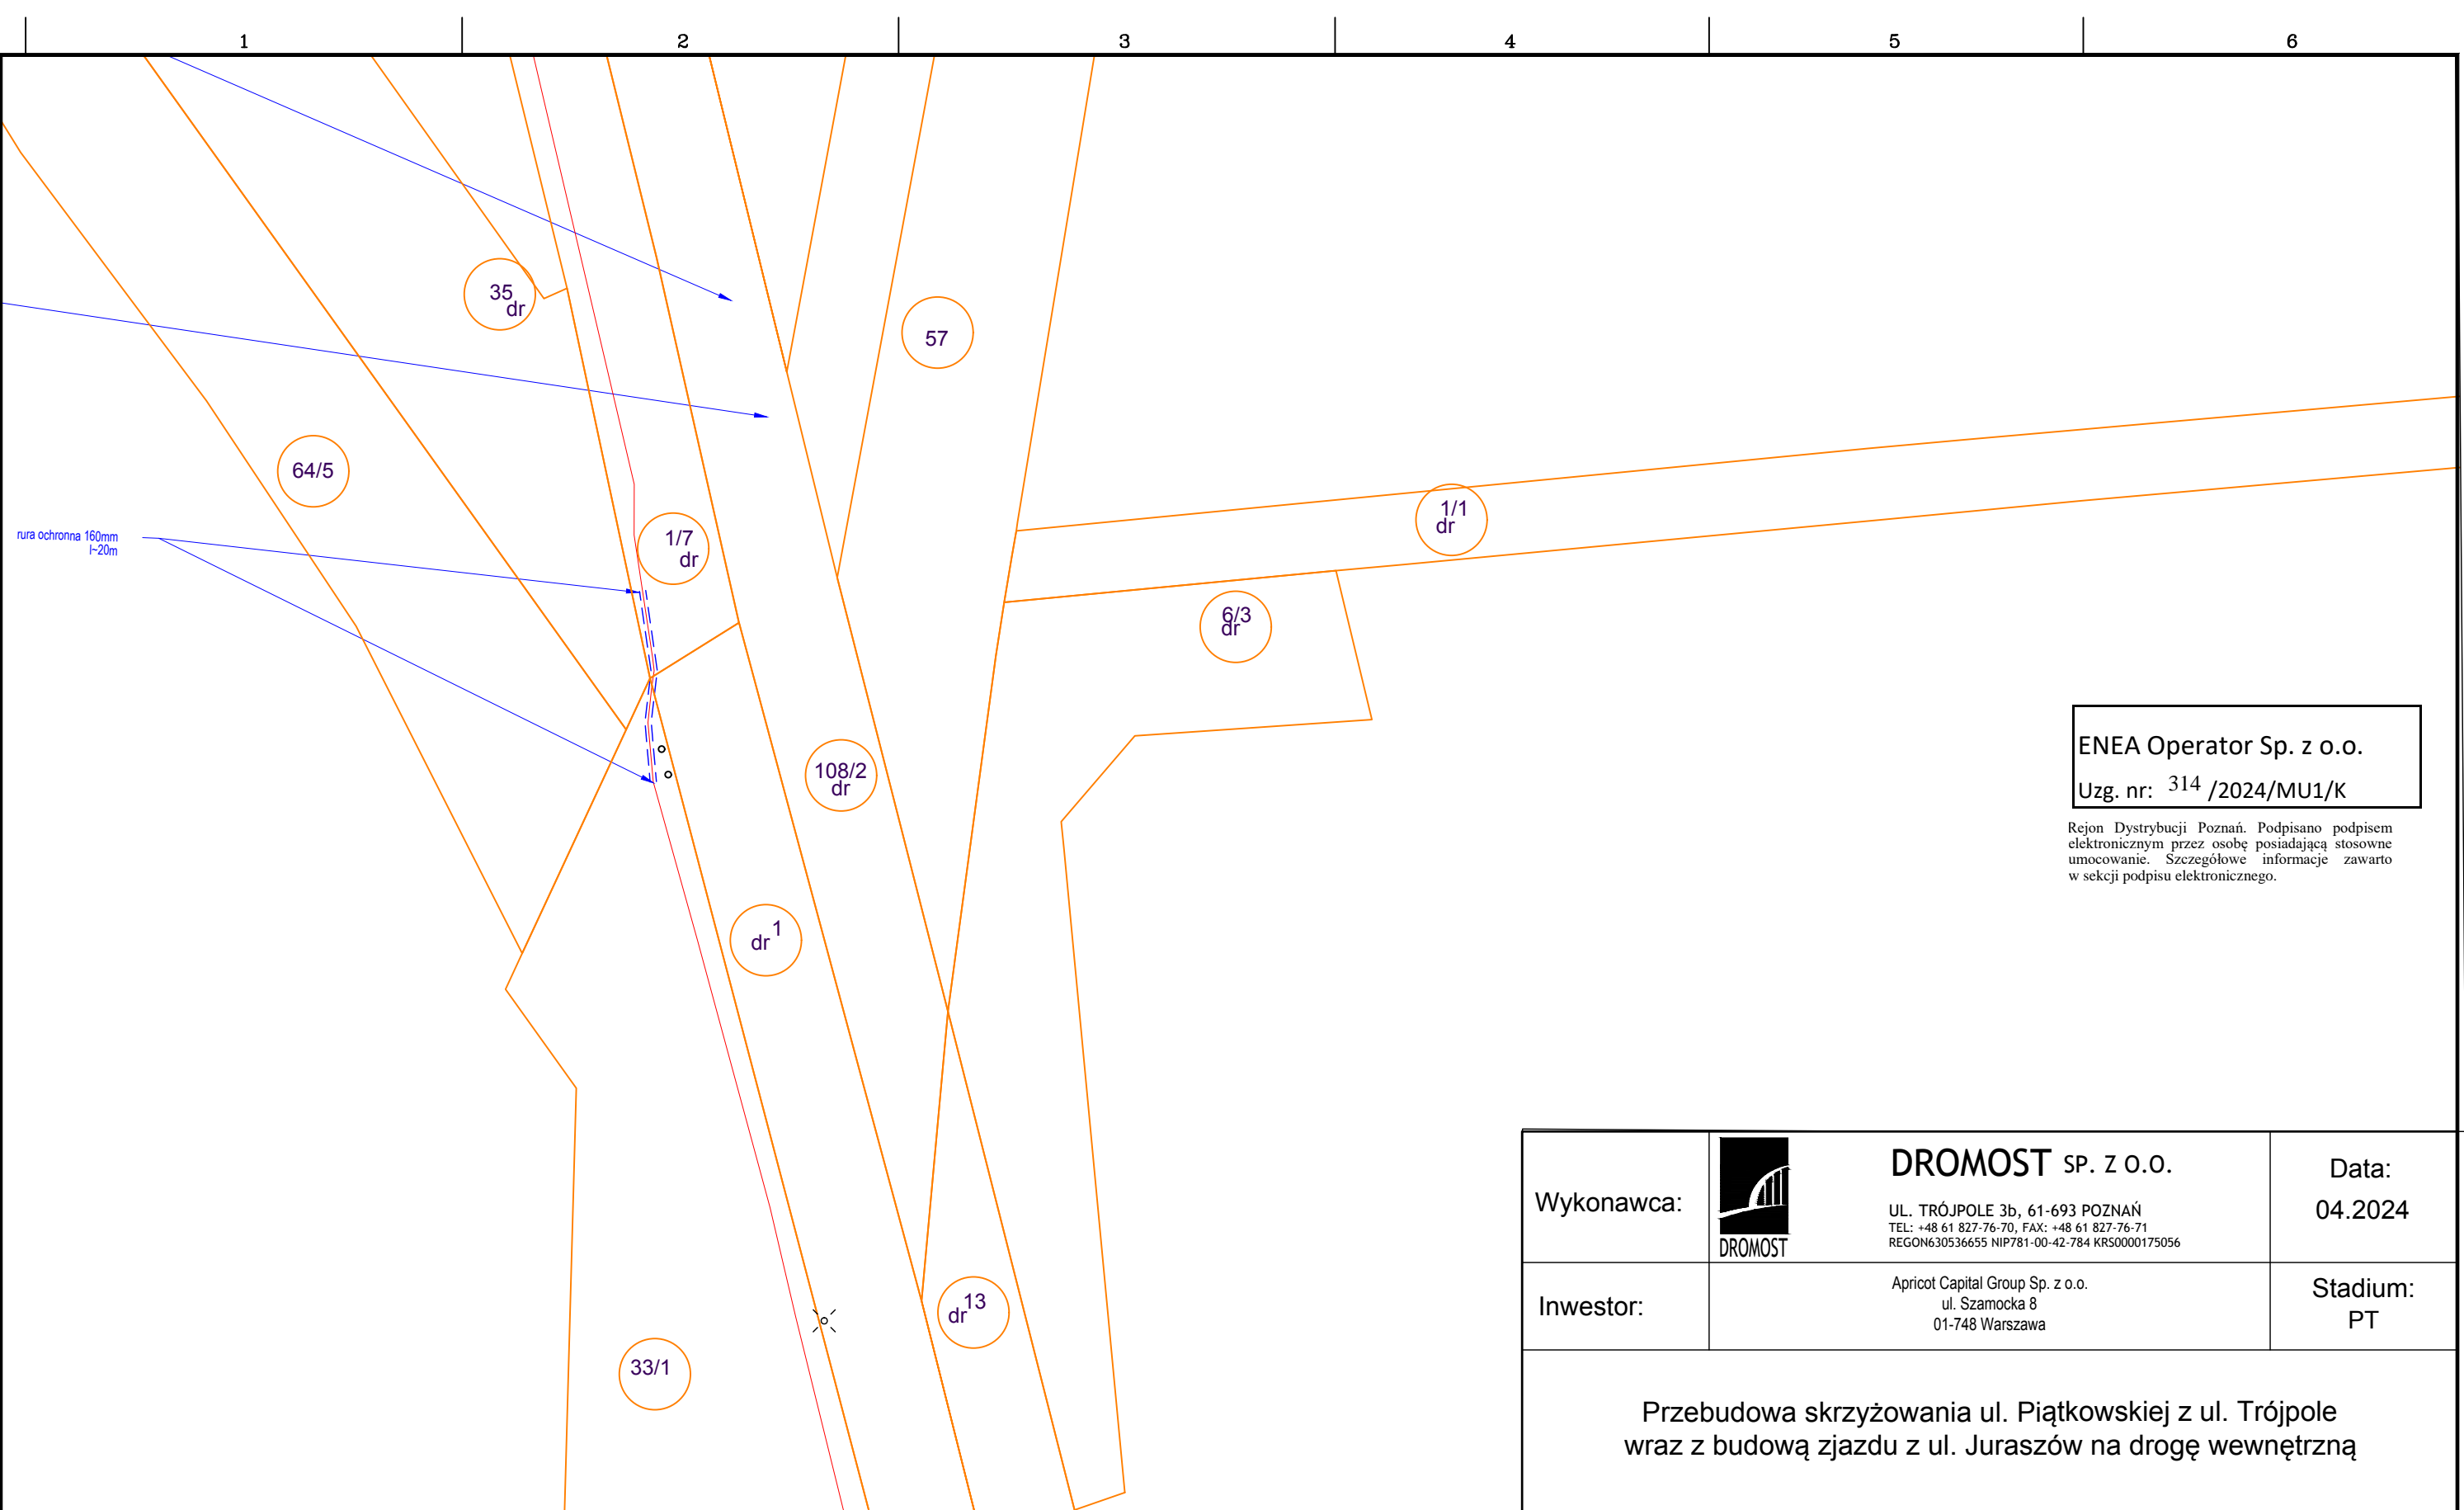 1 2 3 4 5 6
35
dr
57
64/5
1/1
dr
rura ochronna 160mm
l~20m
1/7
dr
6/3
dr
ENEA Operator Sp. z o.o.
Uzg. nr: 314 /2024/MU1/K
Rejon Dystrybucji Poznań. Podpisano podpisem
elektronicznym przez osobę posiadającą stosowne
umocowanie. Szczegółowe informacje zawarto
w sekcji podpisu elektronicznego.
108/2
dr
dr 1
dr 13
33/1
Wykonawca:
DROMOST
DROMOST SP. Z O.O.
UL. TRÓJPOLE 3b, 61-693 POZNAŃ
TEL: +48 61 827-76-70, FAX: +48 61 827-76-71
REGON630536655 NIP781-00-42-784 KRS0000175056
Data:
04.2024
Inwestor:
Apricot Capital Group Sp. z o.o.
ul. Szamocka 8
01-748 Warszawa
Stadium:
PT
Przebudowa skrzyżowania ul. Piątkowskiej z ul. Trójpole
wraz z budową zjazdu z ul. Juraszów na drogę wewnętrzną